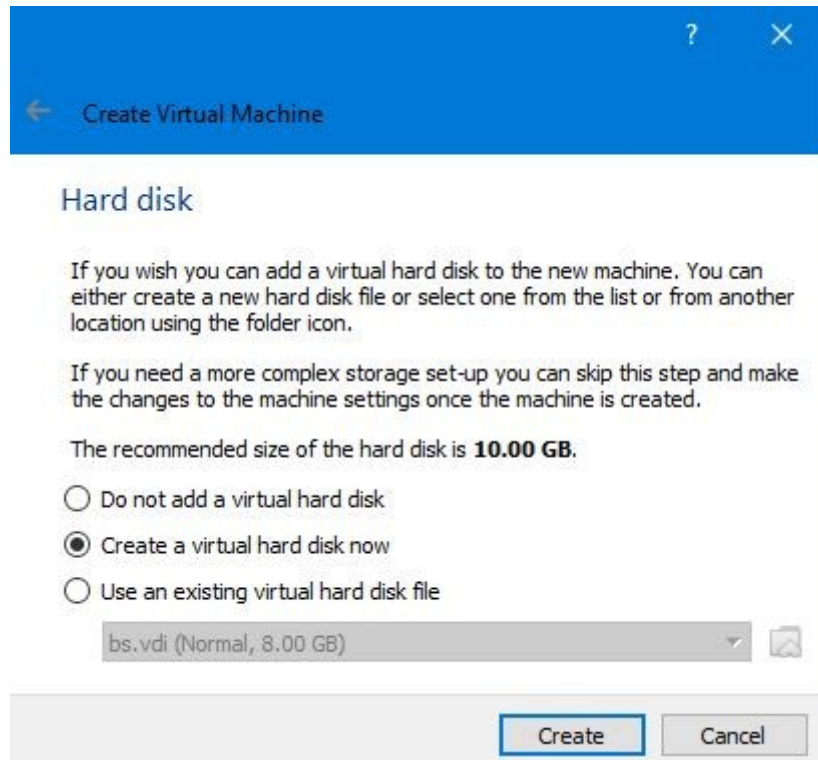 ?
Create Virtual Machine
Hard disk
If you wish you can add a virtual hard disk to the new machine. You can
either create a new hard disk file or select one from the list or from another
location using the folder icon.
If you need a more complex storage set-up you can skip this step and make
the changes to the machine settings once the machine is created.
The recommended size of the hard disk is 10.00 GB.
Do not add a virtual hard disk
Create a virtual hard disk now
Use an existing virtual hard disk file
bs.vdi (Normal, 8.00 GB)
Create Cancel